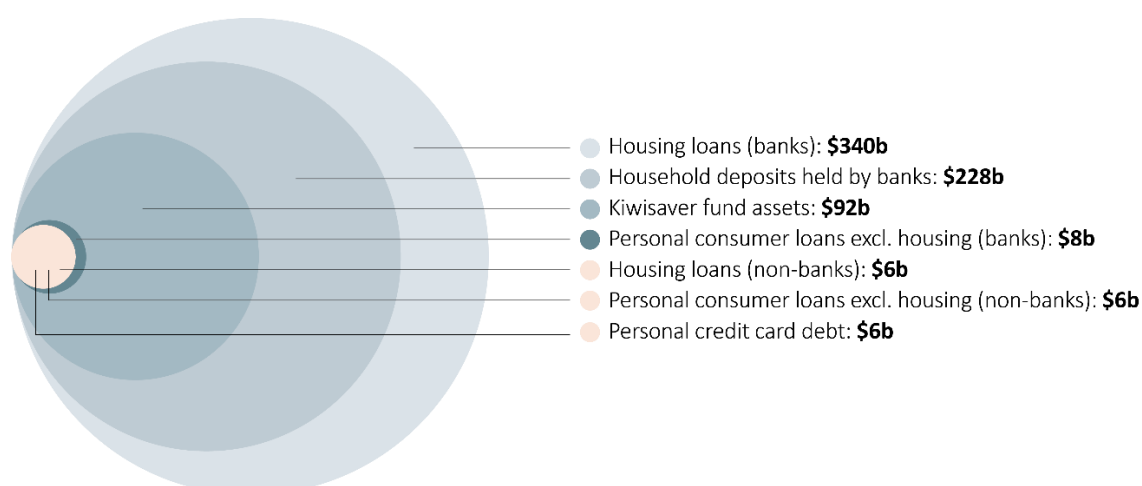 Housing loans (banks): $340b
Household deposits held by banks: $228b
Kiwisaver fund assets: $92b
Personal consumer loans excl. housing (banks): $8b
Housing loans (non-banks): $6b
Personal consumer loans excl. housing (non-banks): $6b
Personal credit card debt: $6b